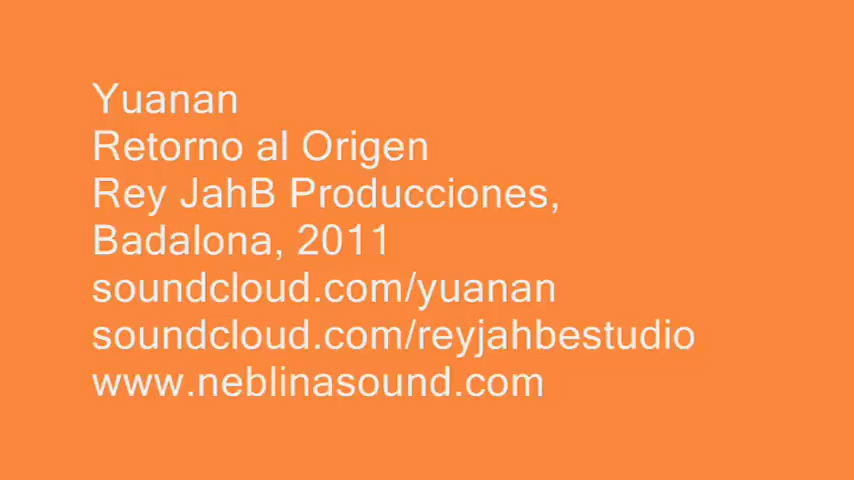 Yuanan
Retorno al Origen
Rey JahB Producciones,
Badalona, 2011
soundcloud.com/yuanan
soundcloud.com/reyjahbestudio
www.neblinasound.com